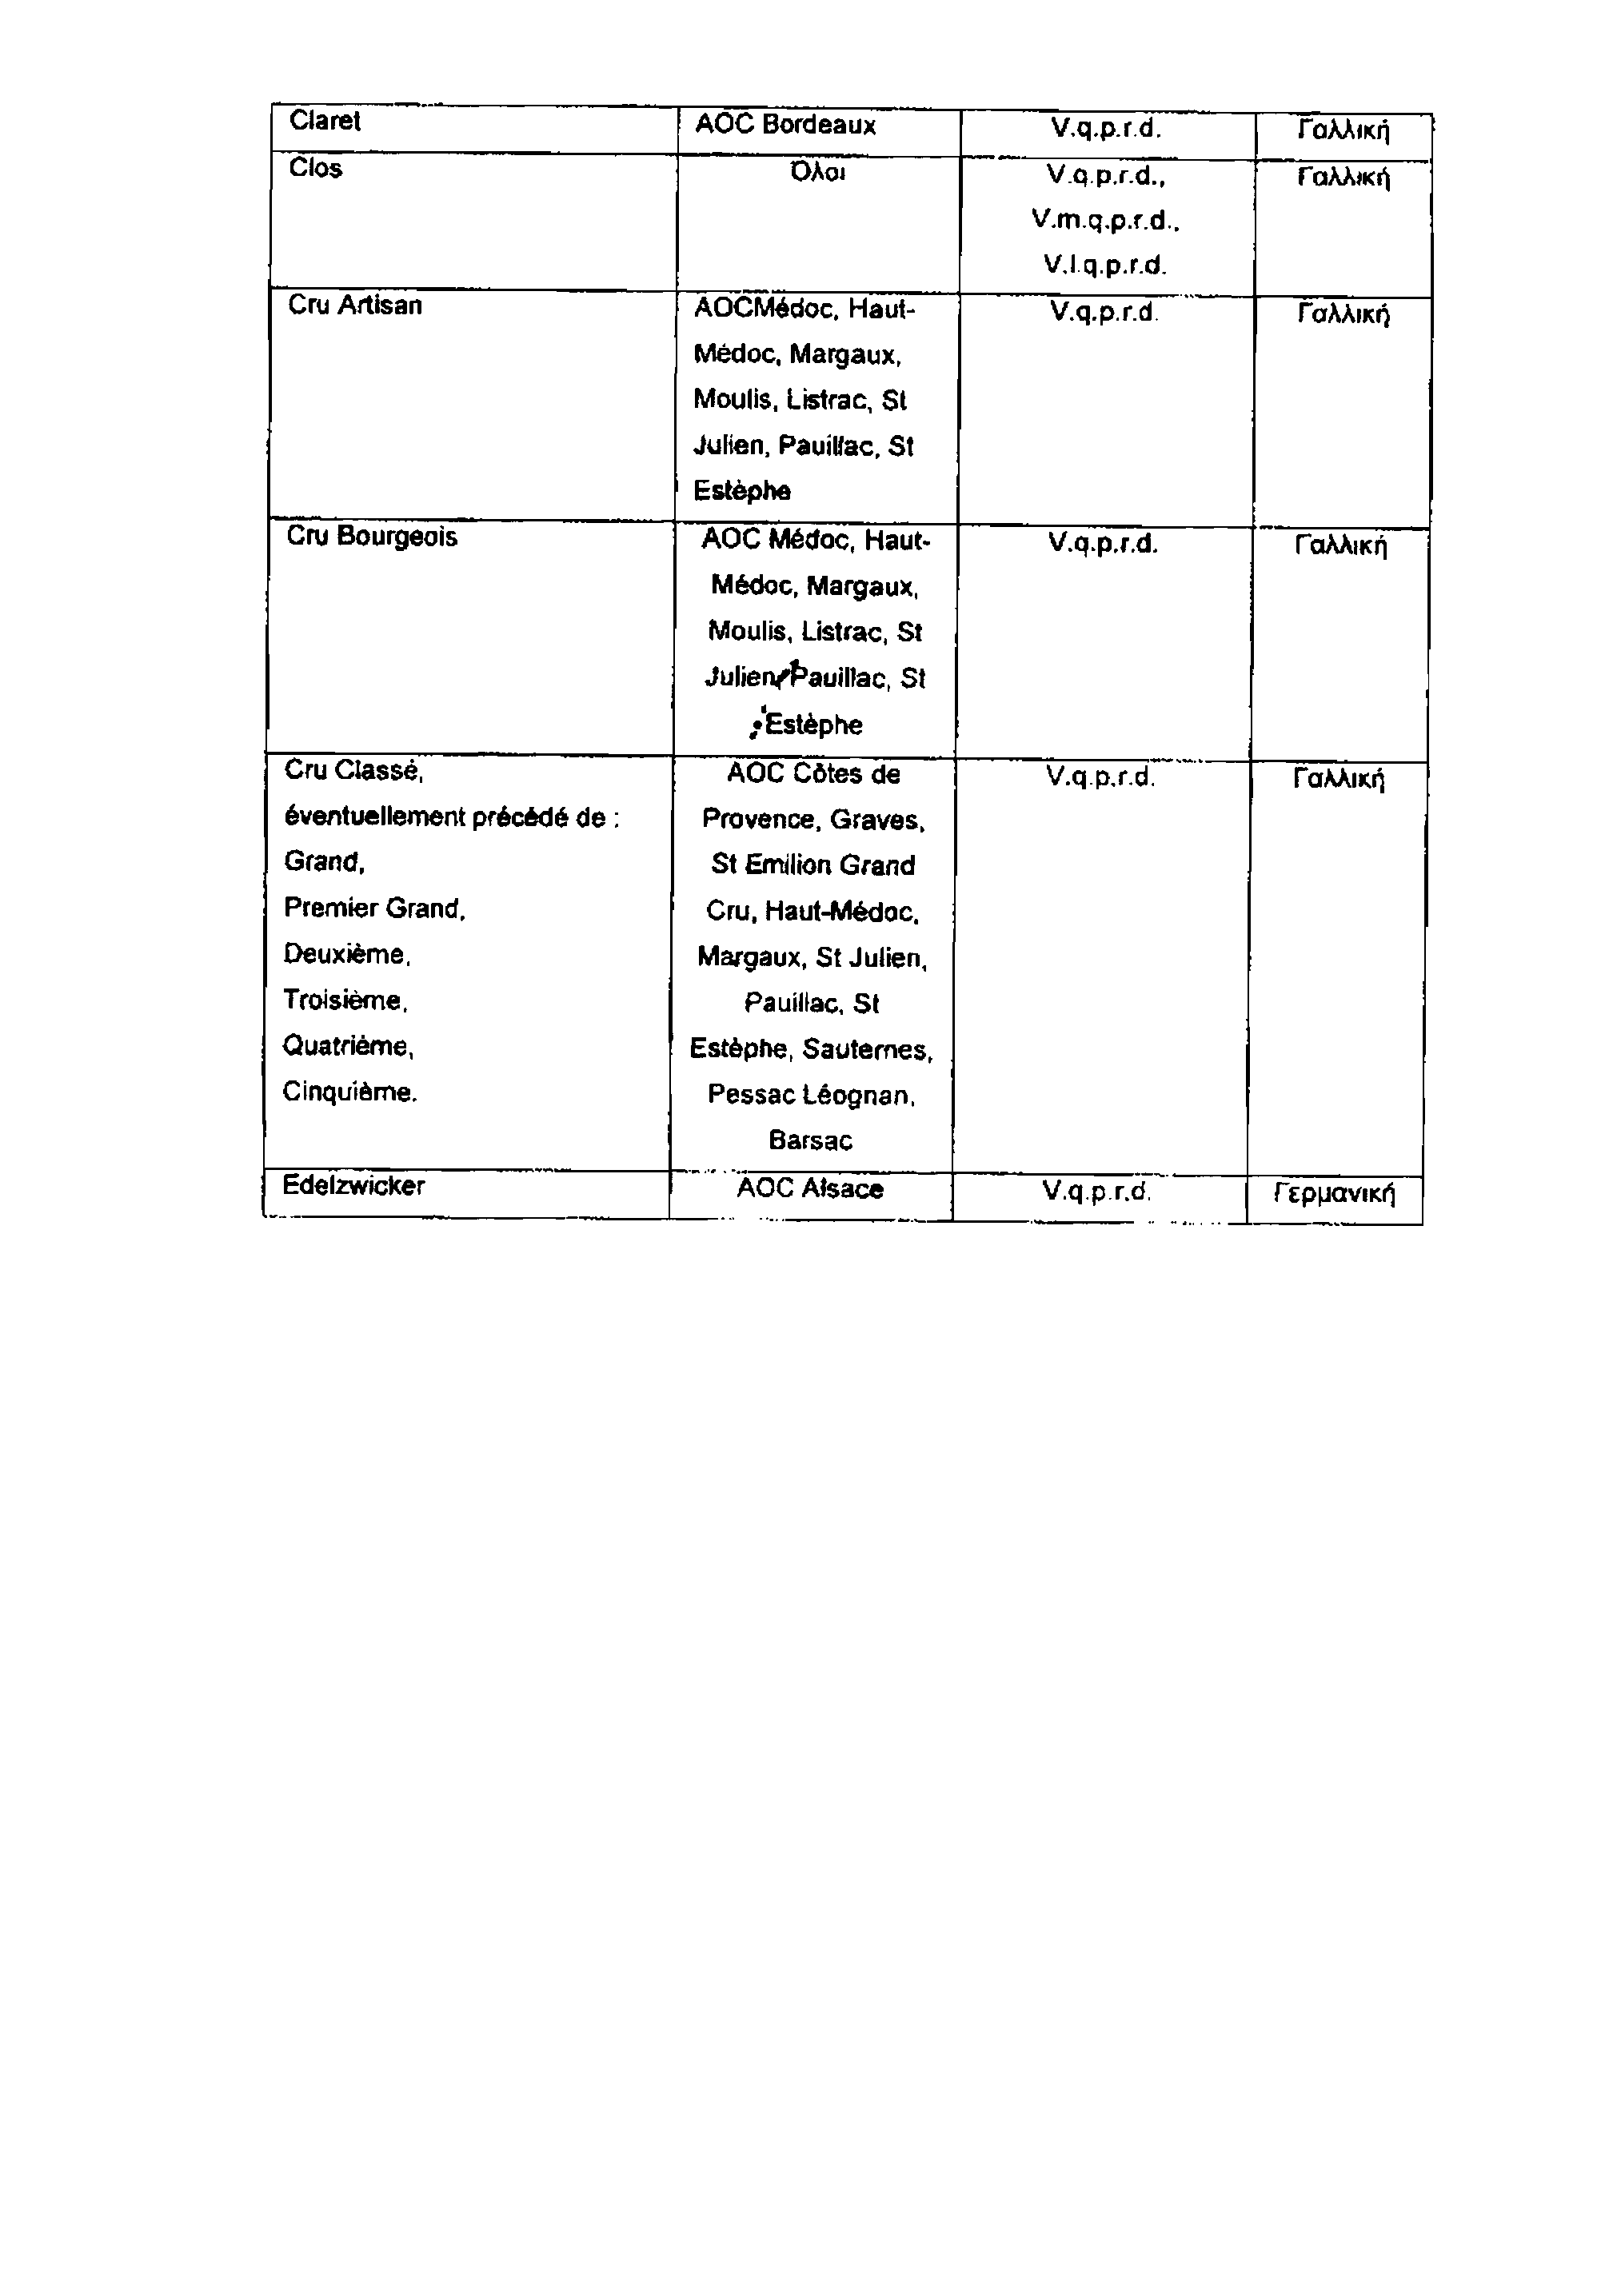 Claret AOC Bordeaux V.q.p.r.d. Γαλλική
Clos Όλοι V.q.p.r.d., Γαλλική
V.m.q.p.r.d.,
V.l.q.p.r.d.
Cru Artisan AOCMédoc, Haut- V.q.p.r.d. Γαλλική
Médoc, Margaux,
Moulis, Listrac, St
Julien, Pauillac, St
Estèphe
Cru Bourgeois AOC Médoc, Haut- V.q.p.r.d. Γαλλική
Médoc, Margaux,
Moulis, Listrac, St
Julien, Pauillac, St
Estèphe
Cru Classé, AOC Côtes de V.q.p.r.d. Γαλλική
éventuellement précédé de : Provence, Graves,
Grand, St Emilion Grand
Premier Grand, Cru, Haut-Médoc,
Deuxième, Margaux, St Julien,
Troisième, Pauillac, St
Quatrième, Estèphe, Sauternes,
Cinquième. Pessac Léognan,
Barsac
Edelzwicker AOC Alsace V.q.p.r.d. Γερμανική